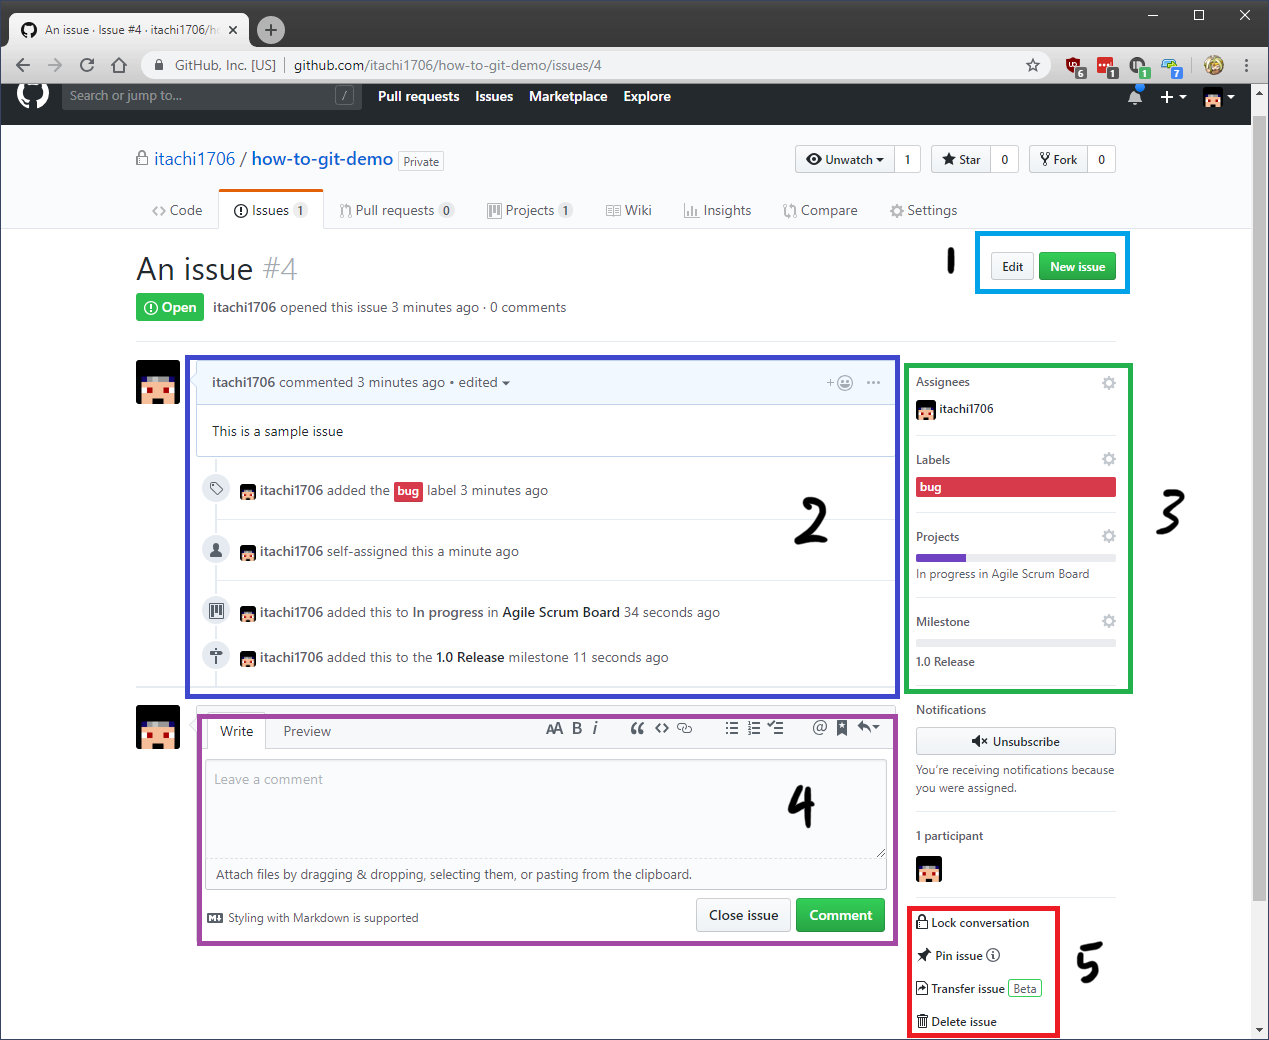 An issue · Issue #4 · itachi1706/h
GitHub, Inc. [US] github.com/itachi1706/how-to-git-demo/issues/4
6 1 1 7
Search or jump to... / Pull requests Issues Marketplace Explore
itachi1706 / how-to-git-demo Private
Unwatch 1 Star 0 Fork 0
Code Issues 1 Pull requests 0 Projects 1 Wiki Insights Compare Settings
An issue #4
1
Edit New issue
Open itachi1706 opened this issue 3 minutes ago · 0 comments
itachi1706 commented 3 minutes ago • edited
This is a sample issue
itachi1706 added the bug label 3 minutes ago
itachi1706 self-assigned this a minute ago
itachi1706 added this to In progress in Agile Scrum Board 34 seconds ago
itachi1706 added this to the 1.0 Release milestone 11 seconds ago
2
Assignees
itachi1706
Labels
bug
Projects
In progress in Agile Scrum Board
Milestone
1.0 Release
3
Write Preview
AA B i
Leave a comment
Attach files by dragging & dropping, selecting them, or pasting from the clipboard.
Styling with Markdown is supported
Close issue Comment
4
Notifications
Unsubscribe
You're receiving notifications because
you were assigned.
1 participant
Lock conversation
Pin issue
Transfer issue Beta
Delete issue
5